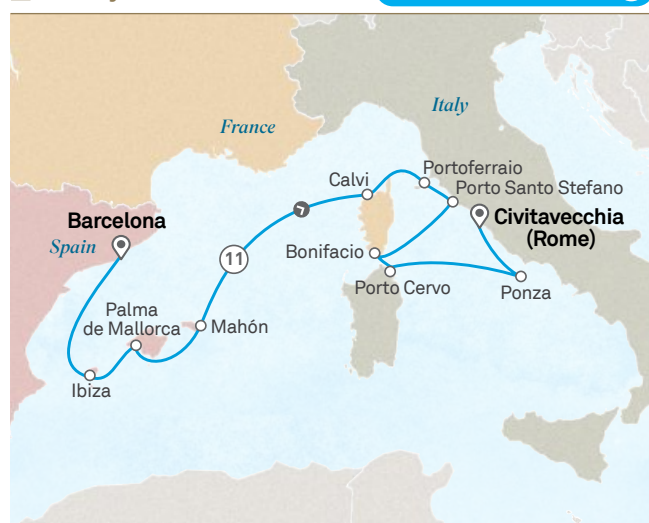 France
Italy
Calvi
Portoferraio
Porto Santo Stefano
Barcelona
Civitavecchia
(Rome)
Spain
Bonifacio
11
Porto Cervo
Ponza
Palma
de Mallorca
Mahón
Ibiza